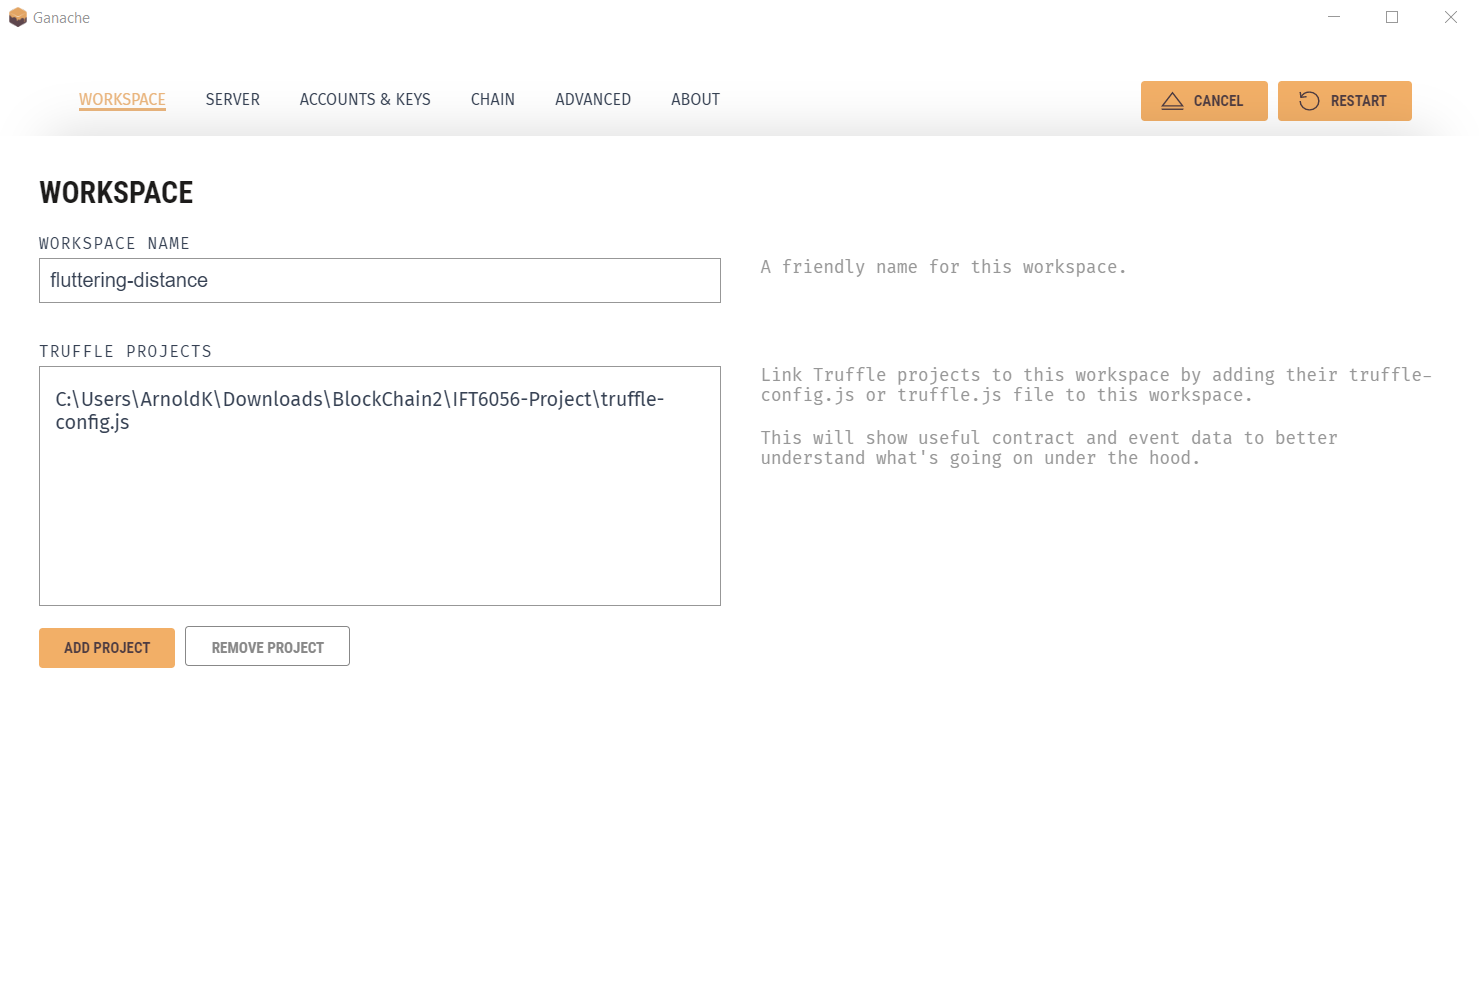 Ganache
WORKSPACE SERVER ACCOUNTS & KEYS CHAIN ADVANCED ABOUT CANCEL RESTART
WORKSPACE
WORKSPACE NAME
fluttering-distance
A friendly name for this workspace.
TRUFFLE PROJECTS
C:\Users\ArnoldK\Downloads\BlockChain2\IFT6056-Project\truffle-
config.js
Link Truffle projects to this workspace by adding their truffle-
config.js or truffle.js file to this workspace.
This will show useful contract and event data to better
understand what's going on under the hood.
ADD PROJECT REMOVE PROJECT